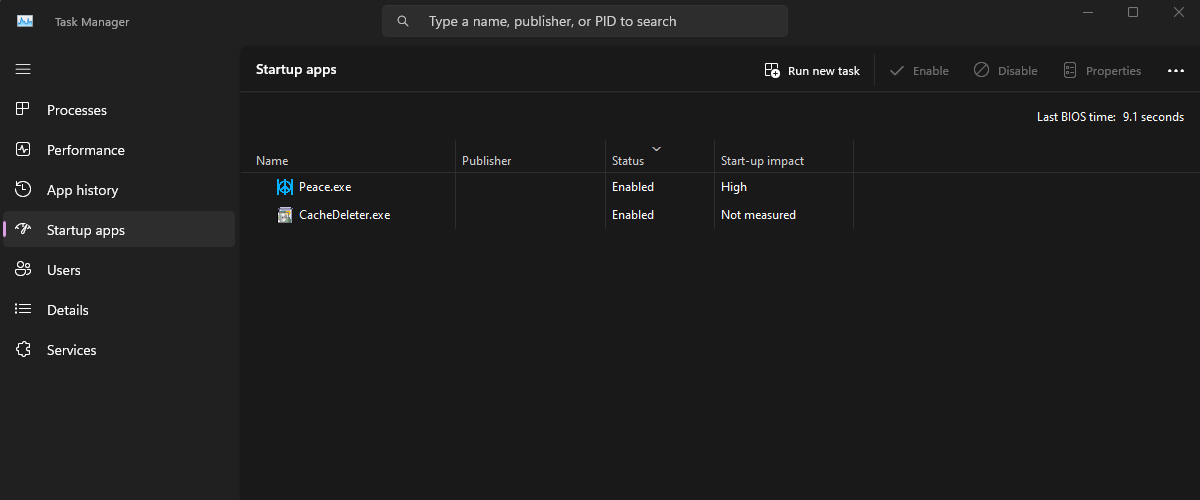 Task Manager
Type a name, publisher, or PID to search
Startup apps
Run new task
Enable
Disable
Properties
Processes
Performance
App history
Startup apps
Users
Details
Services
Last BIOS time: 9.1 seconds
Name Publisher Status Start-up impact
Peace.exe Enabled High
CacheDeleter.exe Enabled Not measured